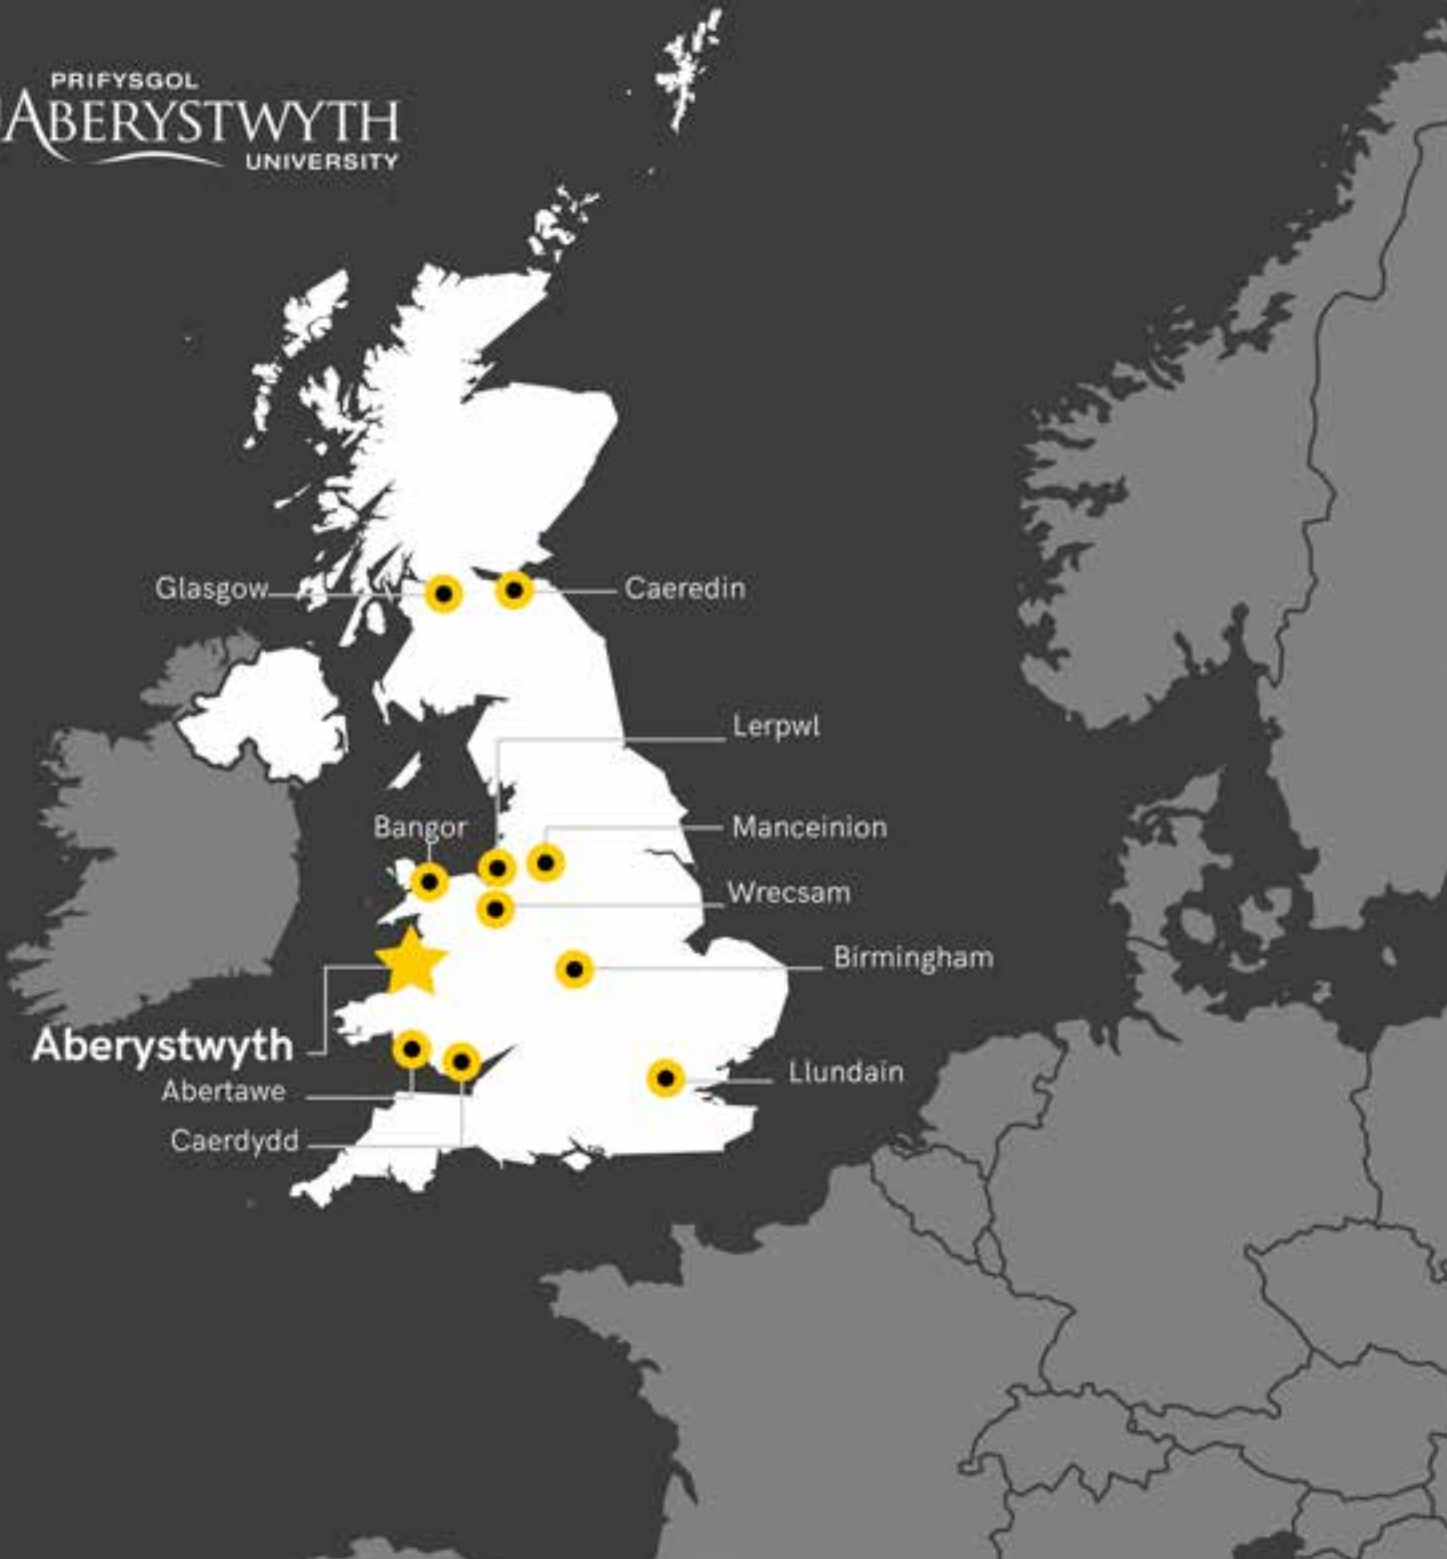 PRIFYSGOL
ABERYSTWYTH
UNIVERSITY
Glasgow
Caeredin
Lerpwl
Bangor
Manceinion
Wrecsam
Birmingham
Aberystwyth
Llundain
Abertawe
Caerdydd